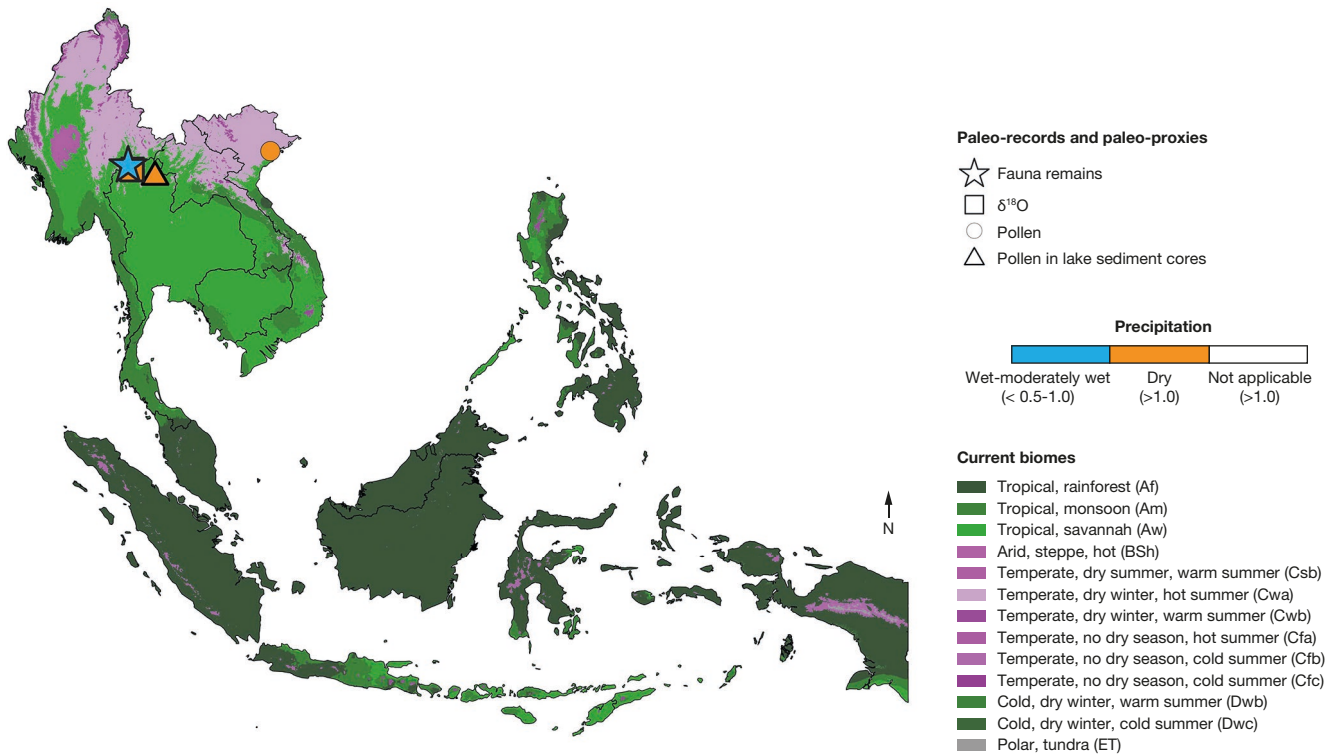 Paleo-records and paleo-proxies
Fauna remains
δ¹⁸O
Pollen
Pollen in lake sediment cores
Precipitation
Wet-moderately wet Dry Not applicable
(< 0.5-1.0) (>1.0) (>1.0)
Current biomes
Tropical, rainforest (Af)
Tropical, monsoon (Am)
Tropical, savannah (Aw)
N
Arid, steppe, hot (BSh)
Temperate, dry summer, warm summer (Csb)
Temperate, dry winter, hot summer (Cwa)
Temperate, dry winter, warm summer (Cwb)
Temperate, no dry season, hot summer (Cfa)
Temperate, no dry season, cold summer (Cfb)
Temperate, no dry season, cold summer (Cfc)
Cold, dry winter, warm summer (Dwb)
Cold, dry winter, cold summer (Dwc)
Polar, tundra (ET)